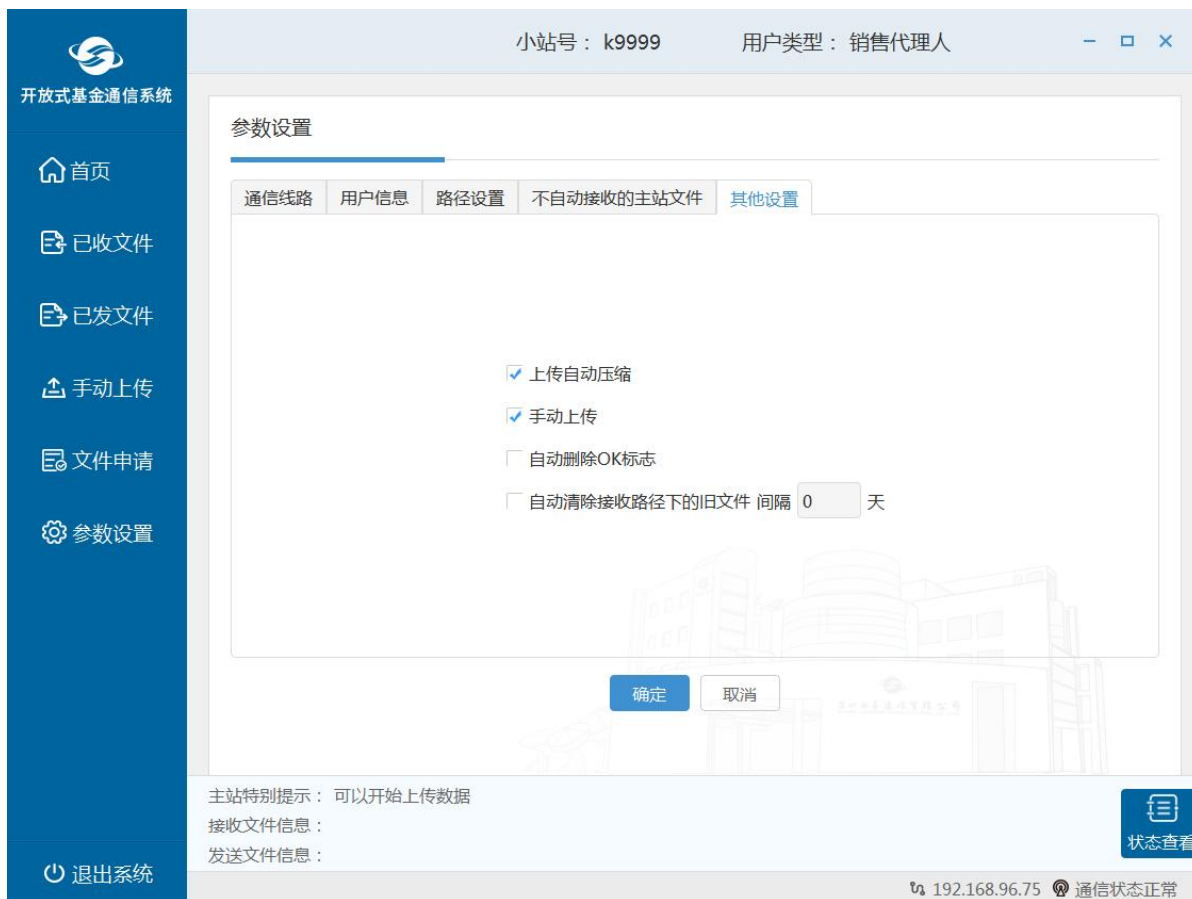 小站号： k9999 用户类型： 销售代理人
开放式基金通信系统
首页
已收文件
已发文件
手动上传
文件申请
参数设置
退出系统
参数设置
通信线路 用户信息 路径设置 不自动接收的主站文件 其他设置
上传自动压缩
手动上传
自动删除OK标志
自动清除接收路径下的旧文件 间隔 0 天
确定 取消
主站特别提示： 可以开始上传数据
接收文件信息：
发送文件信息：
状态查看
192.168.96.75 通信状态正常